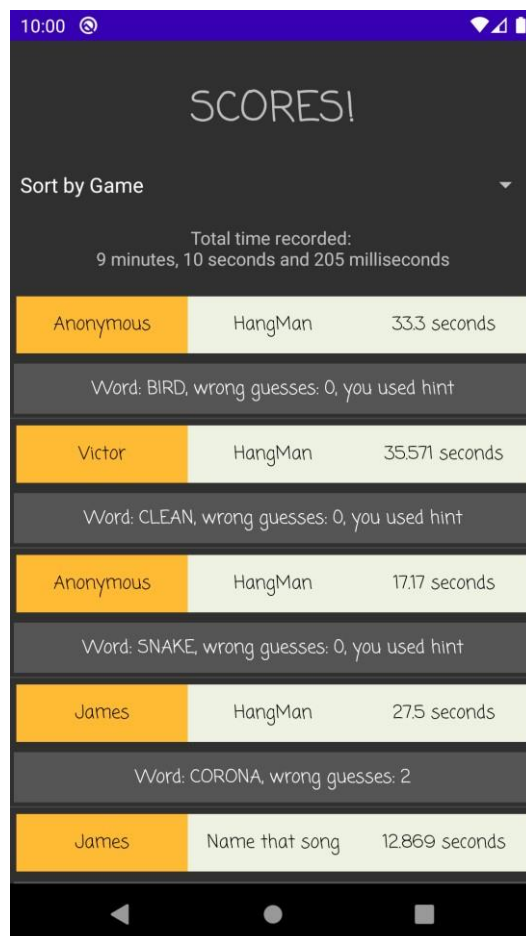 10:00
SCORES!
Sort by Game
Total time recorded:
9 minutes, 10 seconds and 205 milliseconds
Anonymous HangMan 33.3 seconds
Word: BIRD, wrong guesses: 0, you used hint
Victor HangMan 35.571 seconds
Word: CLEAN, wrong guesses: 0, you used hint
Anonymous HangMan 17.17 seconds
Word: SNAKE, wrong guesses: 0, you used hint
James HangMan 27.5 seconds
Word: CORONA, wrong guesses: 2
James Name that song 12.869 seconds